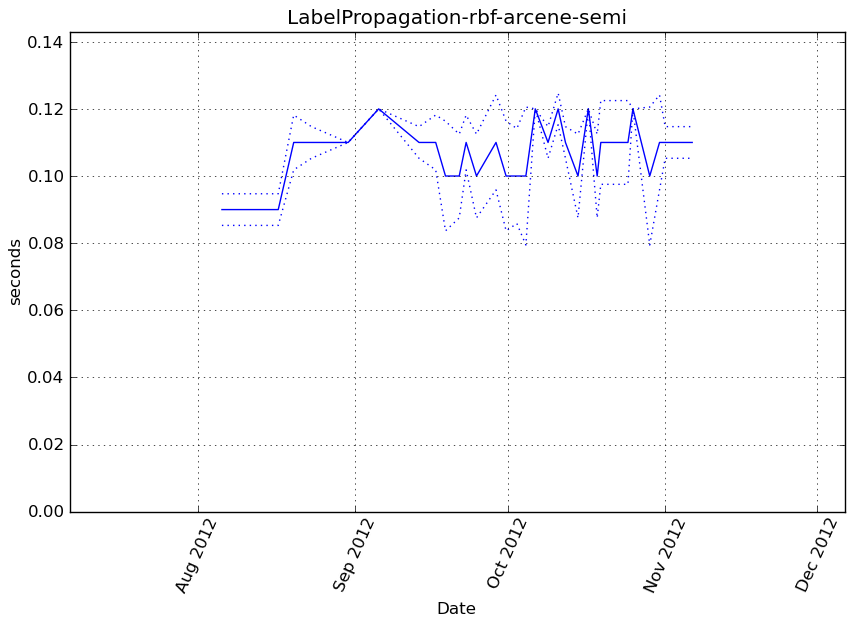 LabelPropagation-rbf-arcene-semi
0.14
0.12
0.10
0.08
0.06
0.04
0.02
0.00
seconds
Aug 2012
Sep 2012
Oct 2012
Nov 2012
Dec 2012
Date